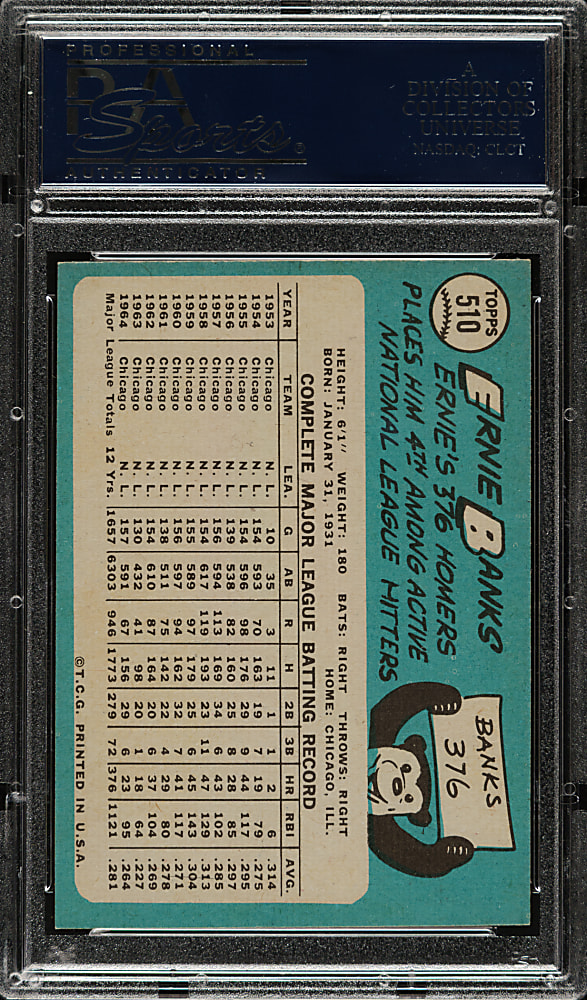 PROFESSIONAL
PSA
Sports
AUTHENTICATOR
A
DIVISION OF
COLLECTORS
UNIVERSE
NASDAQ: CLCT
TOPPS
510
ERNIE BANKS
ERNIE'S 376 HOMERS
PLACES HIM 4TH AMONG ACTIVE
NATIONAL LEAGUE HITTERS
BANKS
376
HEIGHT: 6'1" WEIGHT: 180 BATS: RIGHT THROWS: RIGHT
BORN: JANUARY 31, 1931 HOME: CHICAGO, ILL.
COMPLETE MAJOR LEAGUE BATTING RECORD
YEAR TEAM LEA. G AB R H 2B 3B HR RBI AVG.
1953 Chicago N. L. 10 35 3 11 1 1 2 6 .314
1954 Chicago N. L. 154 593 70 163 19 7 19 79 .275
1955 Chicago N. L. 154 596 98 176 29 9 44 117 .295
1956 Chicago N. L. 139 538 82 160 25 8 28 85 .297
1957 Chicago N. L. 156 594 113 169 34 6 43 102 .285
1958 Chicago N. L. 154 617 119 193 23 11 47 129 .313
1959 Chicago N. L. 155 589 97 179 25 6 45 143 .304
1960 Chicago N. L. 156 597 94 162 32 7 41 117 .271
1961 Chicago N. L. 138 511 75 142 22 4 29 80 .278
1962 Chicago N. L. 154 610 87 164 20 6 37 104 .269
1963 Chicago N. L. 130 432 41 98 20 1 18 64 .227
1964 Chicago N. L. 157 591 67 156 29 6 23 95 .264
Major League Totals 12 Yrs. 1657 6303 946 1773 279 72 376 1121 .281
©T.C.G. PRINTED IN U.S.A.